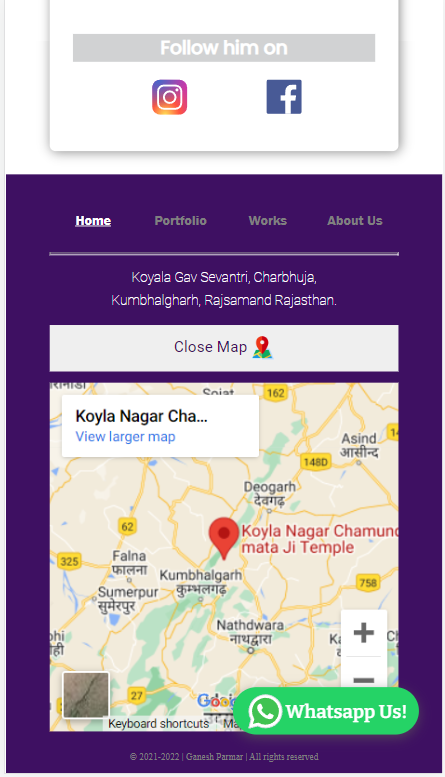 Follow him on
Home Portfolio Works About Us
Koyala Gav Sevantri, Charbhuja,
Kumbhalgharh, Rajsamand Rajasthan.
Close Map
Sojat
162
Koyla Nagar Cha...
View larger map
Asind
आसीन्द
14
148D
Deogarh
देवगढ़
62
Koyla Nagar Chamund
mata Ji Temple
325
Falna
फालना
Kumbhalgarh
कुम्भलगढ़
758
Sumerpur
सुमेरपुर
Nathdwara
नाथद्वारा
27
Whatsapp Us!
Keyboard shortcuts
© 2021-2022 | Ganesh Parmar | All rights reserved